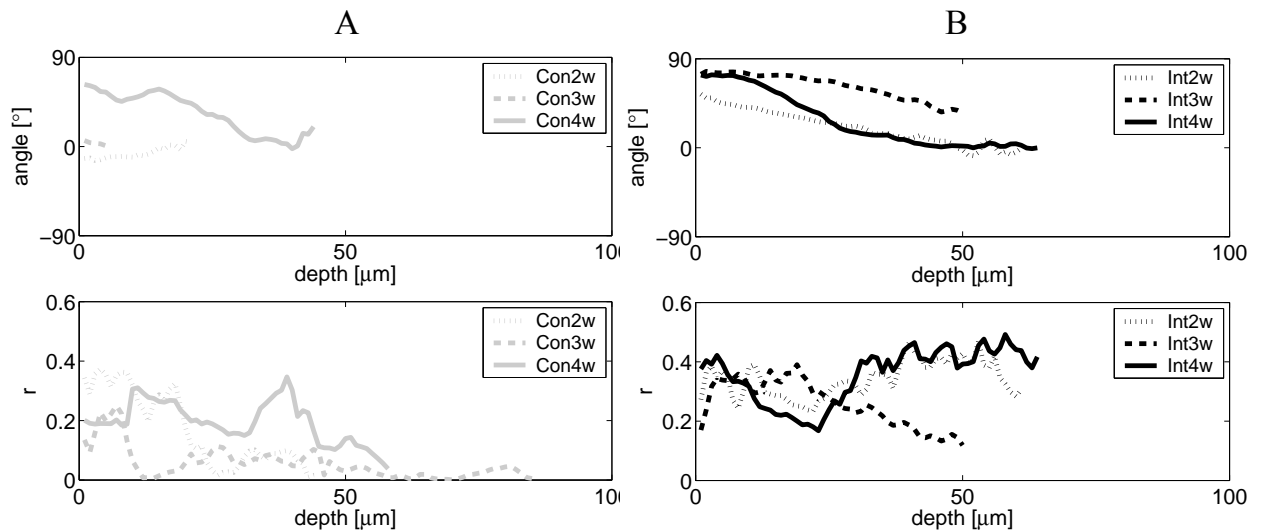 A
90
0
−90
angle [°]
Con2w
Con3w
Con4w
0
50
100
depth [μm]
B
90
0
−90
angle [°]
Int2w
Int3w
Int4w
0
50
100
depth [μm]
0.6
0.4
0.2
0
r
Con2w
Con3w
Con4w
0
50
100
depth [μm]
0.6
0.4
0.2
0
r
Int2w
Int3w
Int4w
0
50
100
depth [μm]